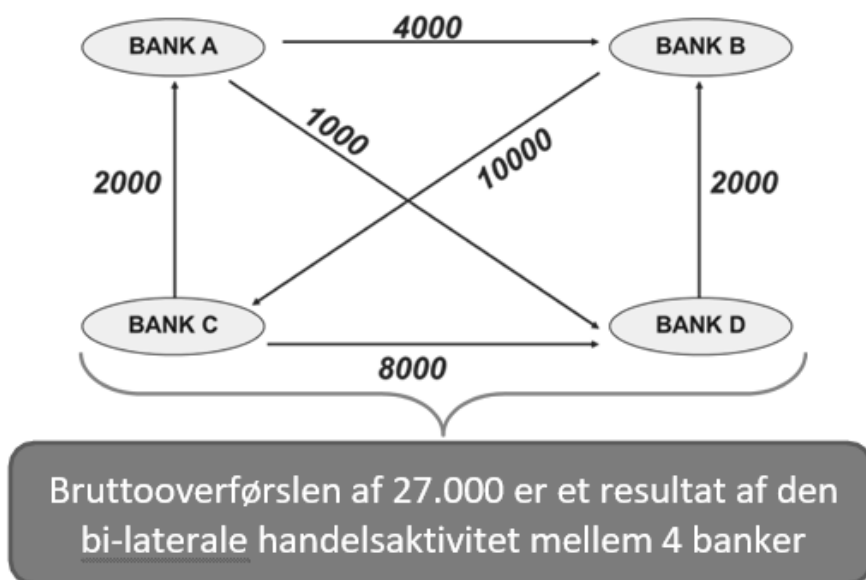 BANK A
4000
BANK B
1000
10000
2000
2000
BANK C
BANK D
8000
Bruttooverførslen af 27.000 er et resultat af den
bi-laterale handelsaktivitet mellem 4 banker